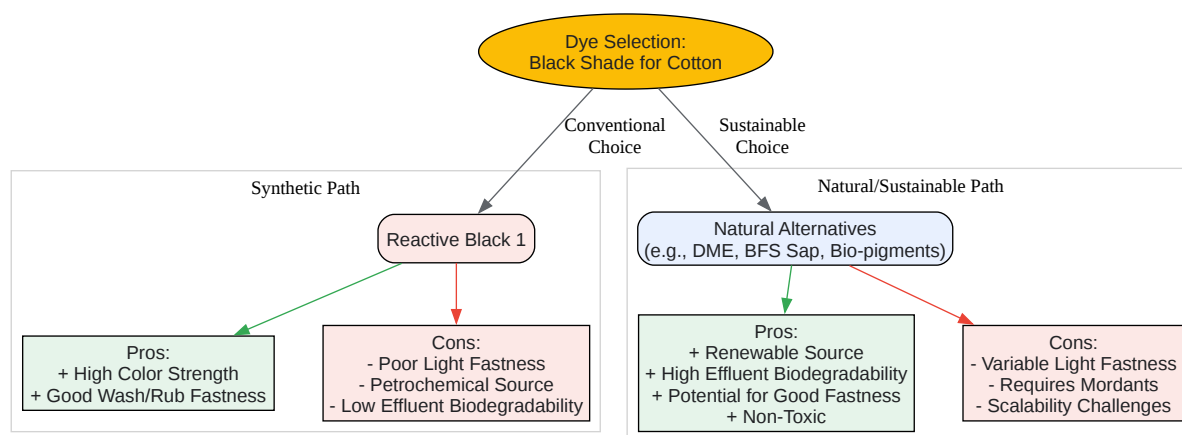 Dye Selection:
Black Shade for Cotton
Conventional
Choice
Sustainable
Choice
Synthetic Path
Natural/Sustainable Path
Reactive Black 1
Natural Alternatives
(e.g., DME, BFS Sap, Bio-pigments)
Pros:
+ High Color Strength
+ Good Wash/Rub Fastness
Cons:
- Poor Light Fastness
- Petrochemical Source
- Low Effluent Biodegradability
Pros:
+ Renewable Source
+ High Effluent Biodegradability
+ Potential for Good Fastness
+ Non-Toxic
Cons:
- Variable Light Fastness
- Requires Mordants
- Scalability Challenges